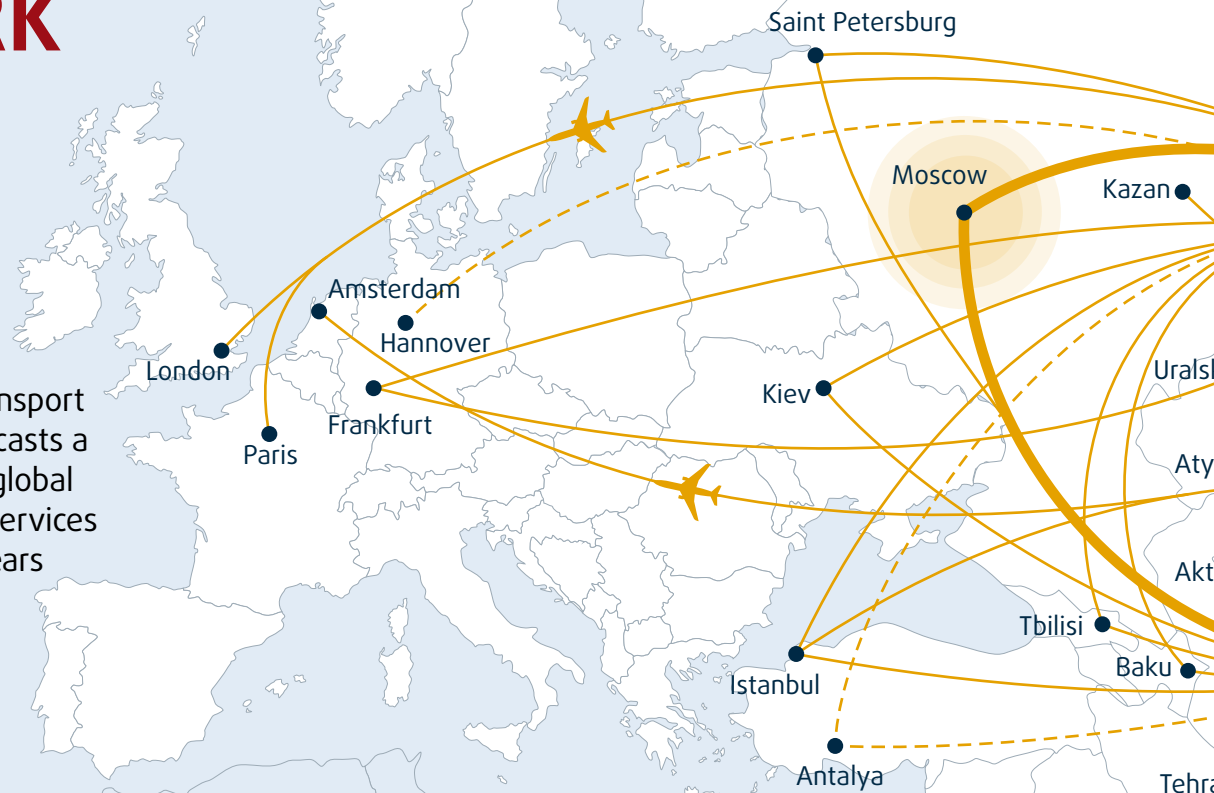 RK
Saint Petersburg
Moscow
Kazan
Amsterdam
Hannover
London
Uralsk
Kiev
nsport
Frankfurt
casts a
Paris
global
Aty
ervices
ears
Akt
Tbilisi
Baku
Istanbul
Antalya
Tehra